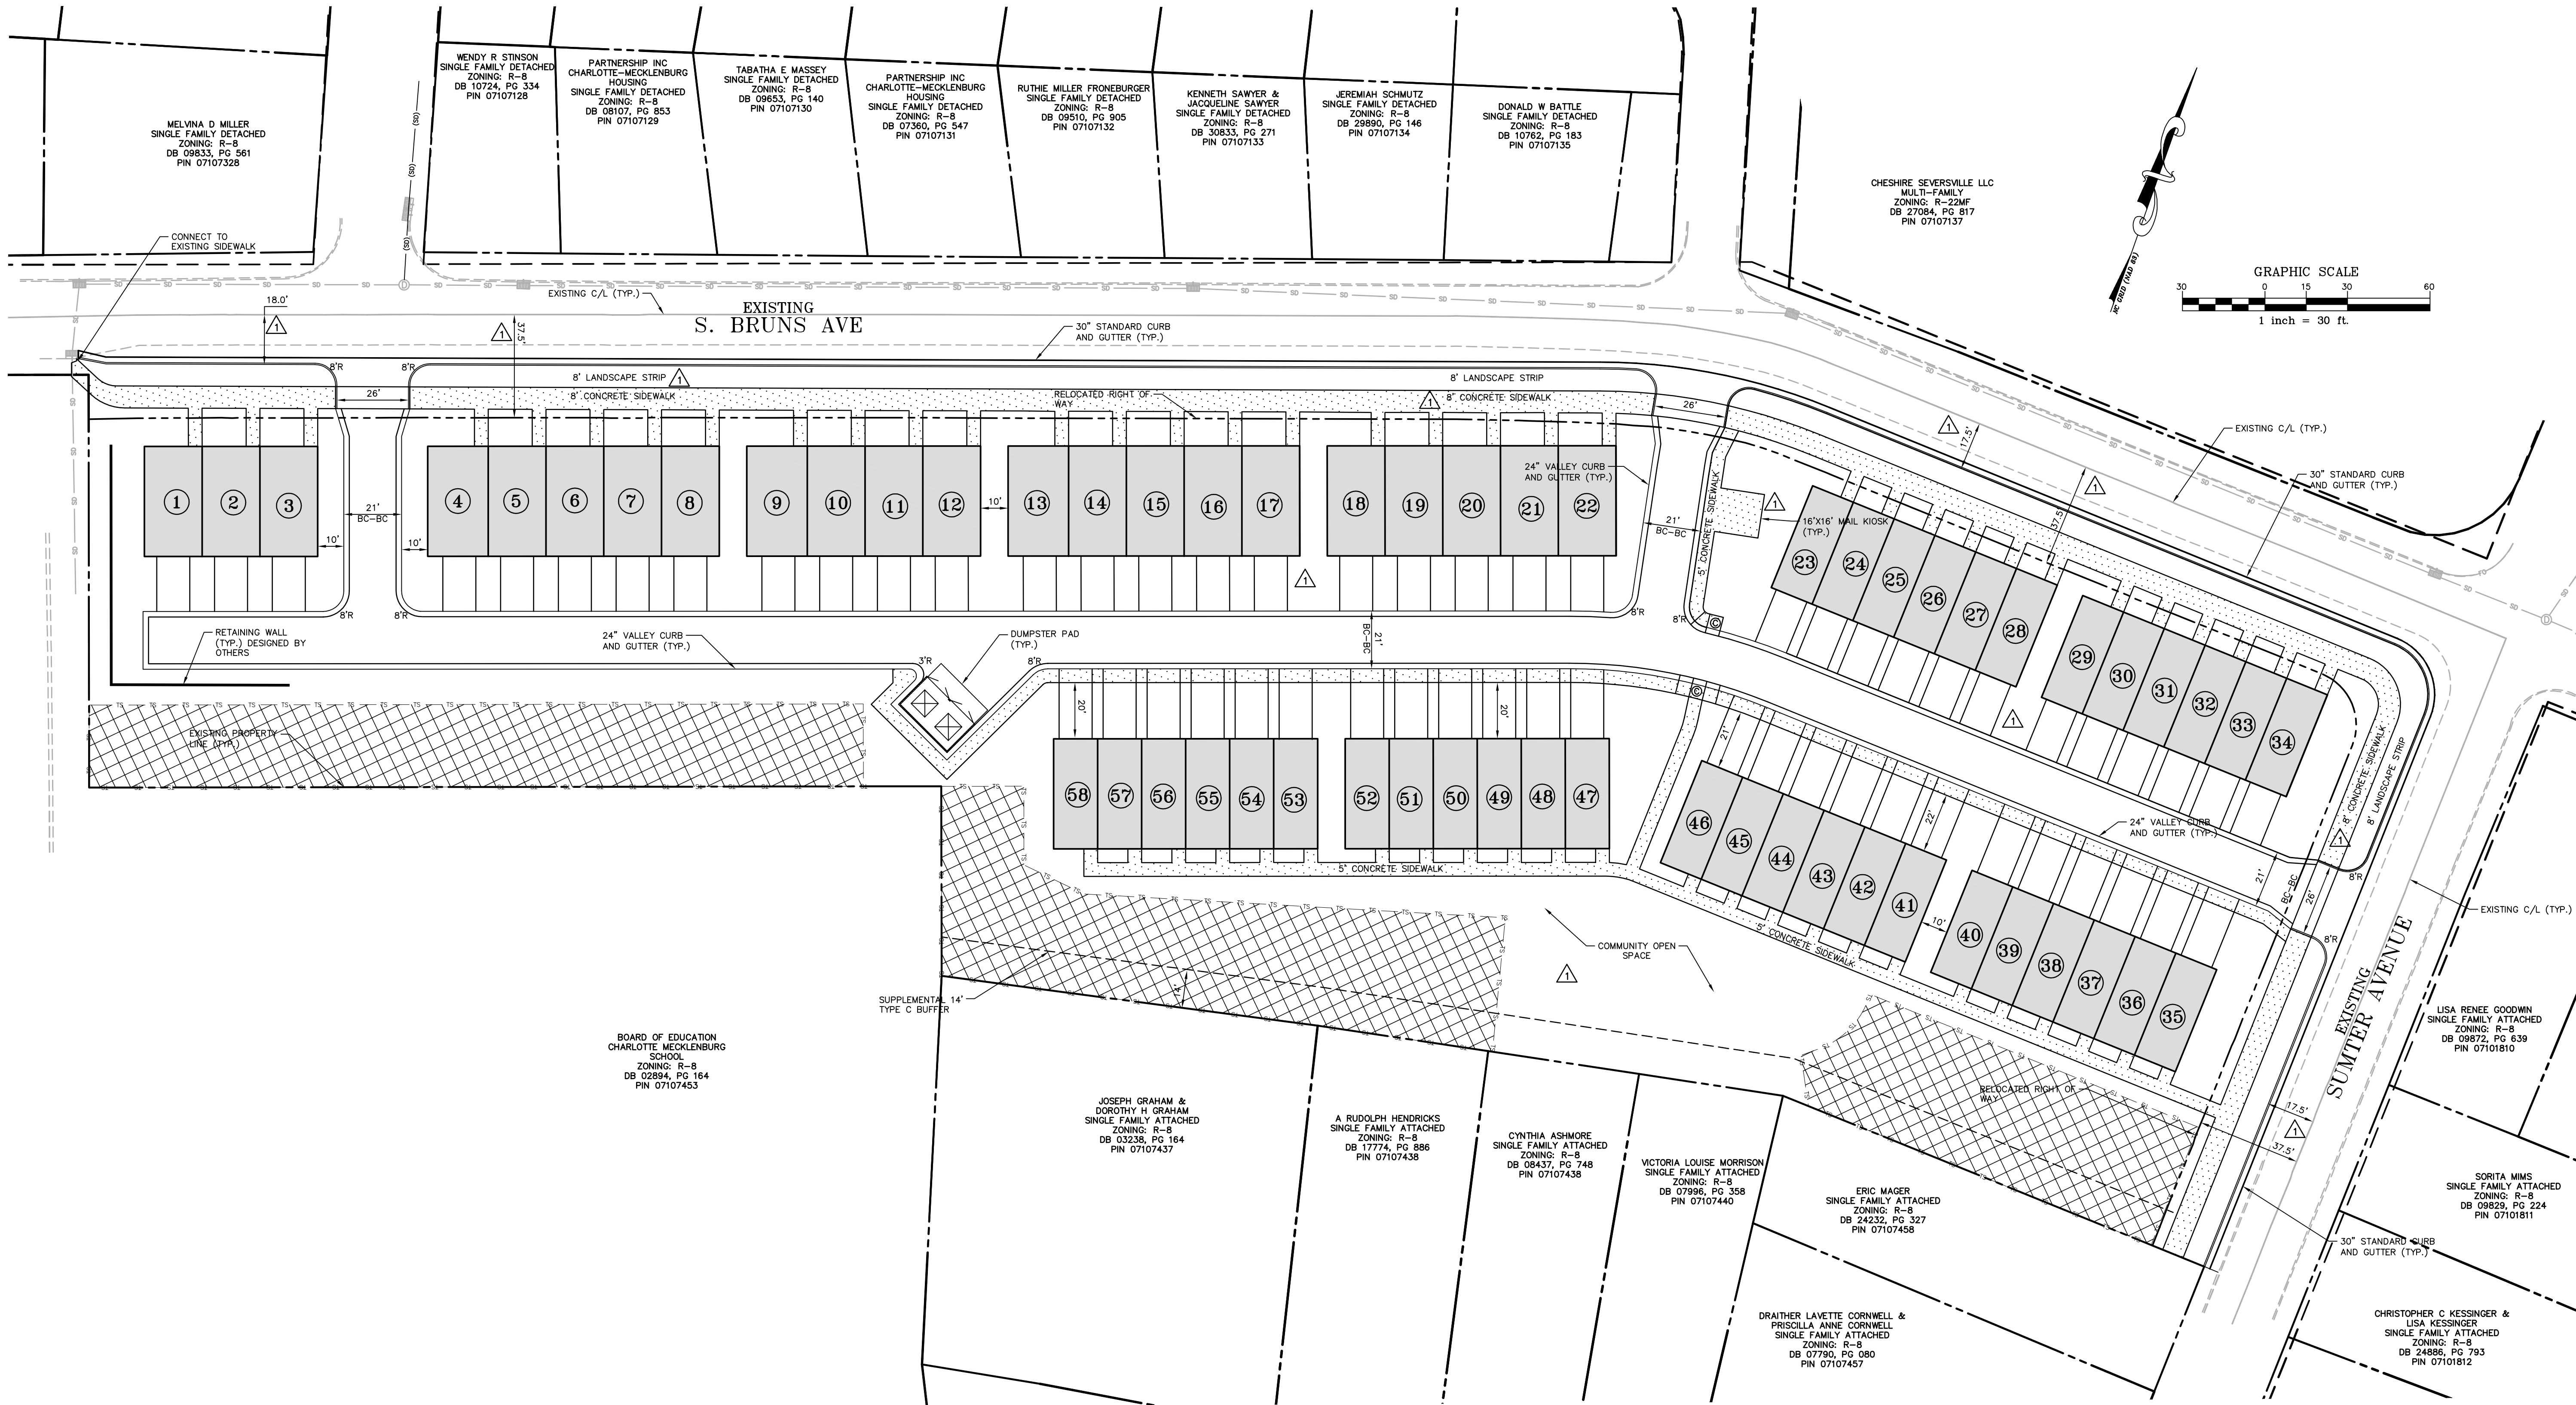 WENDY R STINSON
SINGLE FAMILY DETACHED
ZONING: R-8
DB 10724, PG 334
PIN 07107128
PARTNERSHIP INC
CHARLOTTE-MECKLENBURG
HOUSING
SINGLE FAMILY DETACHED
ZONING: R-8
DB 08107, PG 853
PIN 07107129
TABATHA E MASSEY
SINGLE FAMILY DETACHED
ZONING: R-8
DB 09653, PG 140
PIN 07107130
PARTNERSHIP INC
CHARLOTTE-MECKLENBURG
HOUSING
SINGLE FAMILY DETACHED
ZONING: R-8
DB 07360, PG 547
PIN 07107131
RUTHIE MILLER FRONEBURGER
SINGLE FAMILY DETACHED
ZONING: R-8
DB 09510, PG 905
PIN 07107132
KENNETH SAWYER &
JACQUELINE SAWYER
SINGLE FAMILY DETACHED
ZONING: R-8
DB 30833, PG 271
PIN 07107133
JEREMIAH SCHMUTZ
SINGLE FAMILY DETACHED
ZONING: R-8
DB 29890, PG 146
PIN 07107134
DONALD W BATTLE
SINGLE FAMILY DETACHED
ZONING: R-8
DB 10762, PG 183
PIN 07107135
MELVINA D MILLER
SINGLE FAMILY DETACHED
ZONING: R-8
DB 09833, PG 561
PIN 07107328
CHESHIRE SEVERSVILLE LLC
MULTI-FAMILY
ZONING: R-22MF
DB 27084, PG 817
PIN 07107137
NC GRID (NAD 83)
GRAPHIC SCALE
30 0 15 30 60
1 inch = 30 ft.
CONNECT TO
EXISTING SIDEWALK
18.0'
1
EXISTING C/L (TYP.)
EXISTING
S. BRUNS AVE
1
37.5'
30" STANDARD CURB
AND GUTTER (TYP.)
8'R
8'R
26'
8' LANDSCAPE STRIP
1
8' CONCRETE SIDEWALK
8' LANDSCAPE STRIP
8' CONCRETE SIDEWALK
1
RELOCATED RIGHT OF
WAY
26'
1
17.5'
EXISTING C/L (TYP.)
30" STANDARD CURB
AND GUTTER (TYP.)
1
37.5'
24" VALLEY CURB
AND GUTTER (TYP.)
21'
BC-BC
5' CONCRETE SIDEWALK
1
16'X16' MAIL KIOSK
(TYP.)
1 2 3
21'
BC-BC
10'
10'
4 5 6 7 8
9 10 11 12
10'
13 14 15 16 17
18 19 20 21 22
23 24 25 26 27 28
29 30 31 32 33 34
1
8'R
8'R
8'R
8'R
C
1
RETAINING WALL
(TYP.) DESIGNED BY
OTHERS
24" VALLEY CURB
AND GUTTER (TYP.)
3'R
DUMPSTER PAD
(TYP.)
8'R
21'
BC-BC
EXISTING PROPERTY
LINE (TYP.)
20'
20'
C
21'
22'
58 57 56 55 54 53
52 51 50 49 48 47
46 45 44 43 42 41
10'
40 39 38 37 36 35
5' CONCRETE SIDEWALK
5' CONCRETE SIDEWALK
24" VALLEY CURB
AND GUTTER (TYP.)
8' CONCRETE SIDEWALK
8' LANDSCAPE STRIP
1
8'R
21'
BC-BC
26'
8'R
EXISTING C/L (TYP.)
COMMUNITY OPEN
SPACE
1
14'
SUPPLEMENTAL 14'
TYPE C BUFFER
EXISTING
SUMTER AVENUE
RELOCATED RIGHT OF
WAY
17.5'
1
37.5'
30" STANDARD CURB
AND GUTTER (TYP.)
BOARD OF EDUCATION
CHARLOTTE MECKLENBURG
SCHOOL
ZONING: R-8
DB 02894, PG 164
PIN 07107453
JOSEPH GRAHAM &
DOROTHY H GRAHAM
SINGLE FAMILY ATTACHED
ZONING: R-8
DB 03238, PG 164
PIN 07107437
A RUDOLPH HENDRICKS
SINGLE FAMILY ATTACHED
ZONING: R-8
DB 17774, PG 886
PIN 07107438
CYNTHIA ASHMORE
SINGLE FAMILY ATTACHED
ZONING: R-8
DB 08437, PG 748
PIN 07107438
VICTORIA LOUISE MORRISON
SINGLE FAMILY ATTACHED
ZONING: R-8
DB 07996, PG 358
PIN 07107440
ERIC MAGER
SINGLE FAMILY ATTACHED
ZONING: R-8
DB 24232, PG 327
PIN 07107458
DRAITHER LAVETTE CORNWELL &
PRISCILLA ANNE CORNWELL
SINGLE FAMILY ATTACHED
ZONING: R-8
DB 07790, PG 080
PIN 07107457
LISA RENEE GOODWIN
SINGLE FAMILY ATTACHED
ZONING: R-8
DB 09872, PG 639
PIN 07101810
SORITA MIMS
SINGLE FAMILY ATTACHED
ZONING: R-8
DB 09829, PG 224
PIN 07101811
CHRISTOPHER C KESSINGER &
LISA KESSINGER
SINGLE FAMILY ATTACHED
ZONING: R-8
DB 24886, PG 793
PIN 07101812